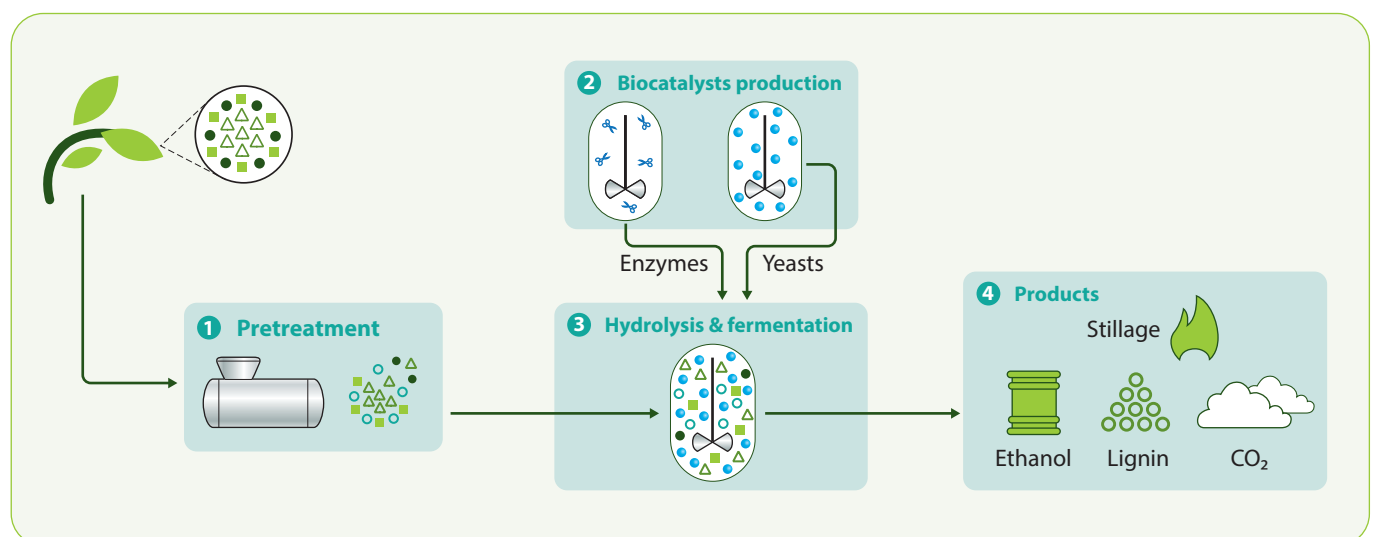 2 Biocatalysts production
Enzymes
Yeasts
1 Pretreatment
3 Hydrolysis & fermentation
4 Products
Stillage
Ethanol
Lignin
CO₂